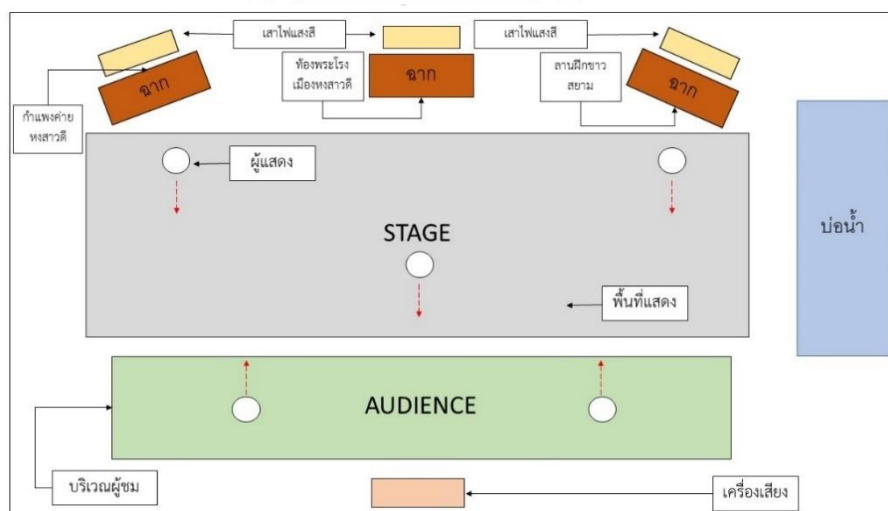 เสาไฟแสงสี
เสาไฟแสงสี
ฉาก
ท้องพระโรง
เมืองหงสาวดี
ฉาก
ลานฝึกชาว
สยาม
ฉาก
กำแพงค่าย
หงสาวดี
ผู้แสดง
STAGE
บ่อน้ำ
พื้นที่แสดง
AUDIENCE
บริเวณผู้ชม
เครื่องเสียง